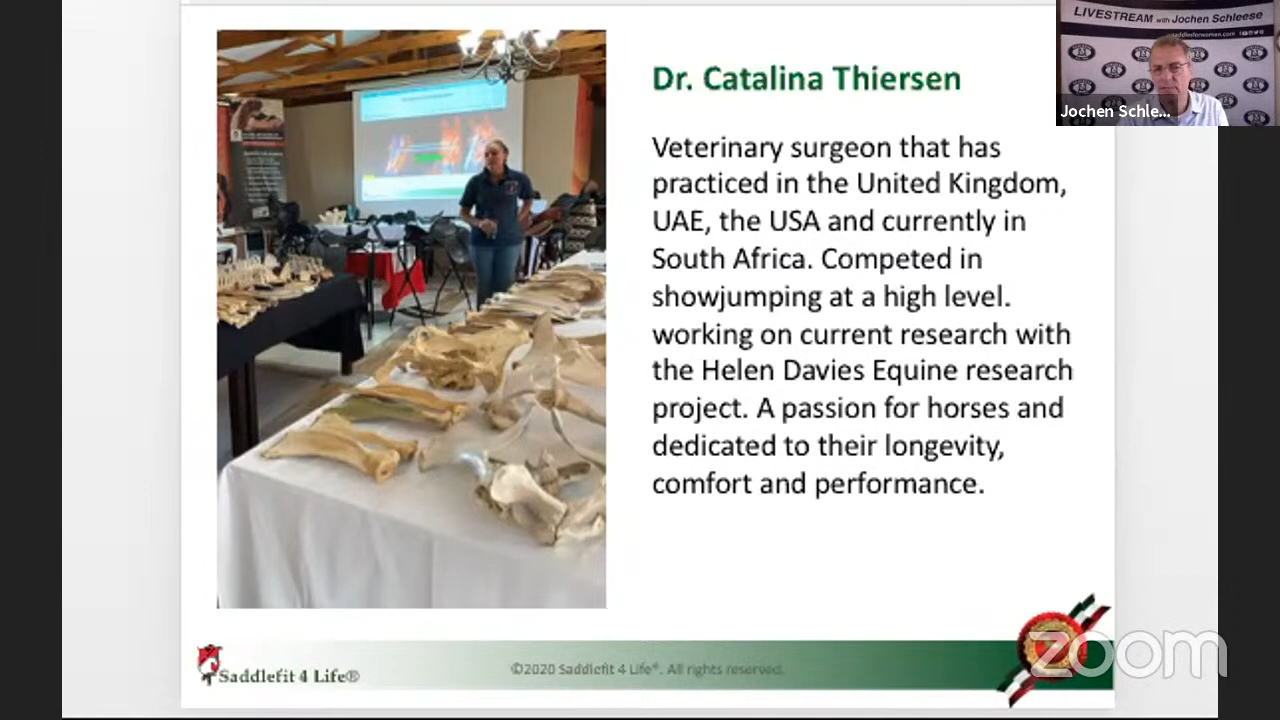 LIVESTREAM with Jochen Schleese
saddlesforwomen.com
Jochen Schle...
Dr. Catalina Thiersen
Veterinary surgeon that has
practiced in the United Kingdom,
UAE, the USA and currently in
South Africa. Competed in
showjumping at a high level.
working on current research with
the Helen Davies Equine research
project. A passion for horses and
dedicated to their longevity,
comfort and performance.
Saddlefit 4 Life®
©2020 Saddlefit 4 Life®. All rights reserved.
zoom